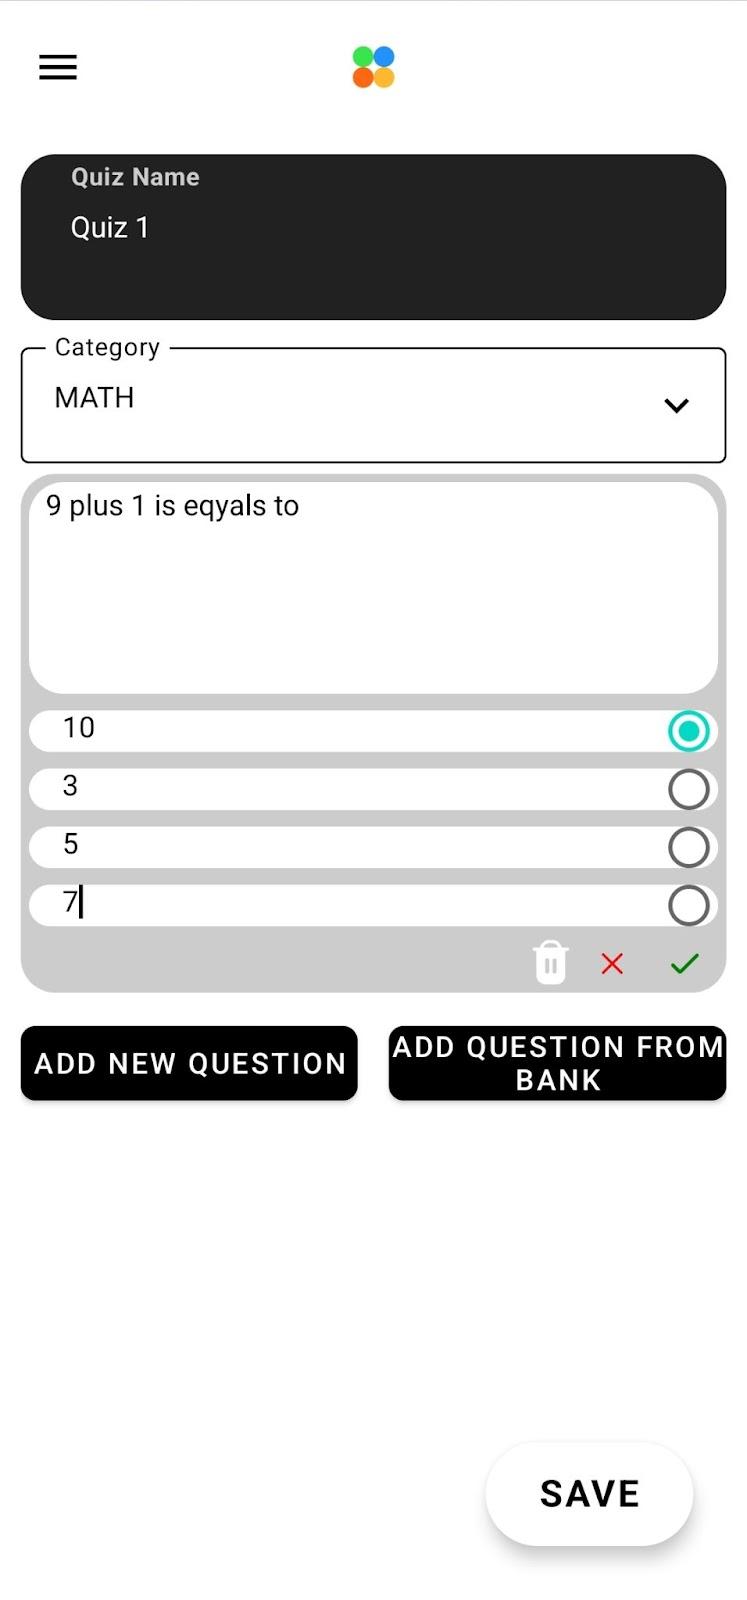 Quiz Name
Quiz 1
Category
MATH
9 plus 1 is eqyals to
10
3
5
7
ADD NEW QUESTION
ADD QUESTION FROM
BANK
SAVE